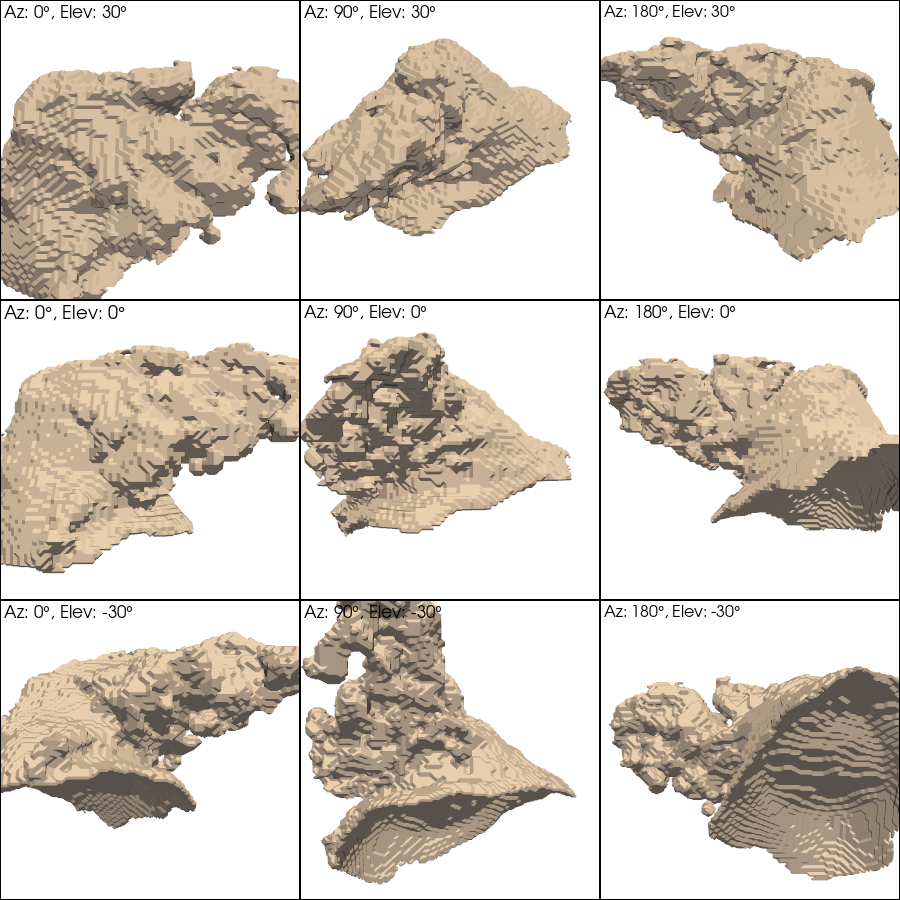 Az: 0°, Elev: 30°
Az: 90°, Elev: 30°
Az: 180°, Elev: 30°
Az: 0°, Elev: 0°
Az: 90°, Elev: 0°
Az: 180°, Elev: 0°
Az: 0°, Elev: -30°
Az: 90°, Elev: -30°
Az: 180°, Elev: -30°